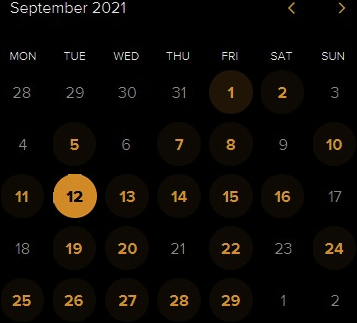 September 2021
MON TUE WED THU FRI SAT SUN
28 29 30 31 1 2 3
4 5 6 7 8 9 10
11 12 13 14 15 16 17
18 19 20 21 22 23 24
25 26 27 28 29 1 2